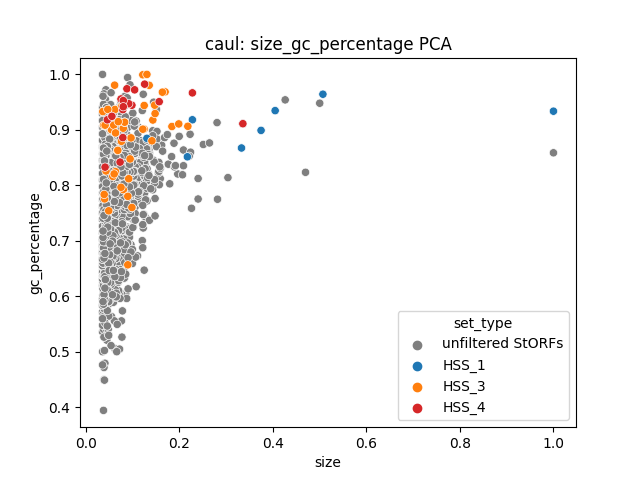 caul: size_gc_percentage PCA
1.0
0.9
0.8
0.7
0.6
0.5
0.4
gc_percentage
set_type
unfiltered StORFs
HSS_1
HSS_3
HSS_4
0.0 0.2 0.4 0.6 0.8 1.0
size